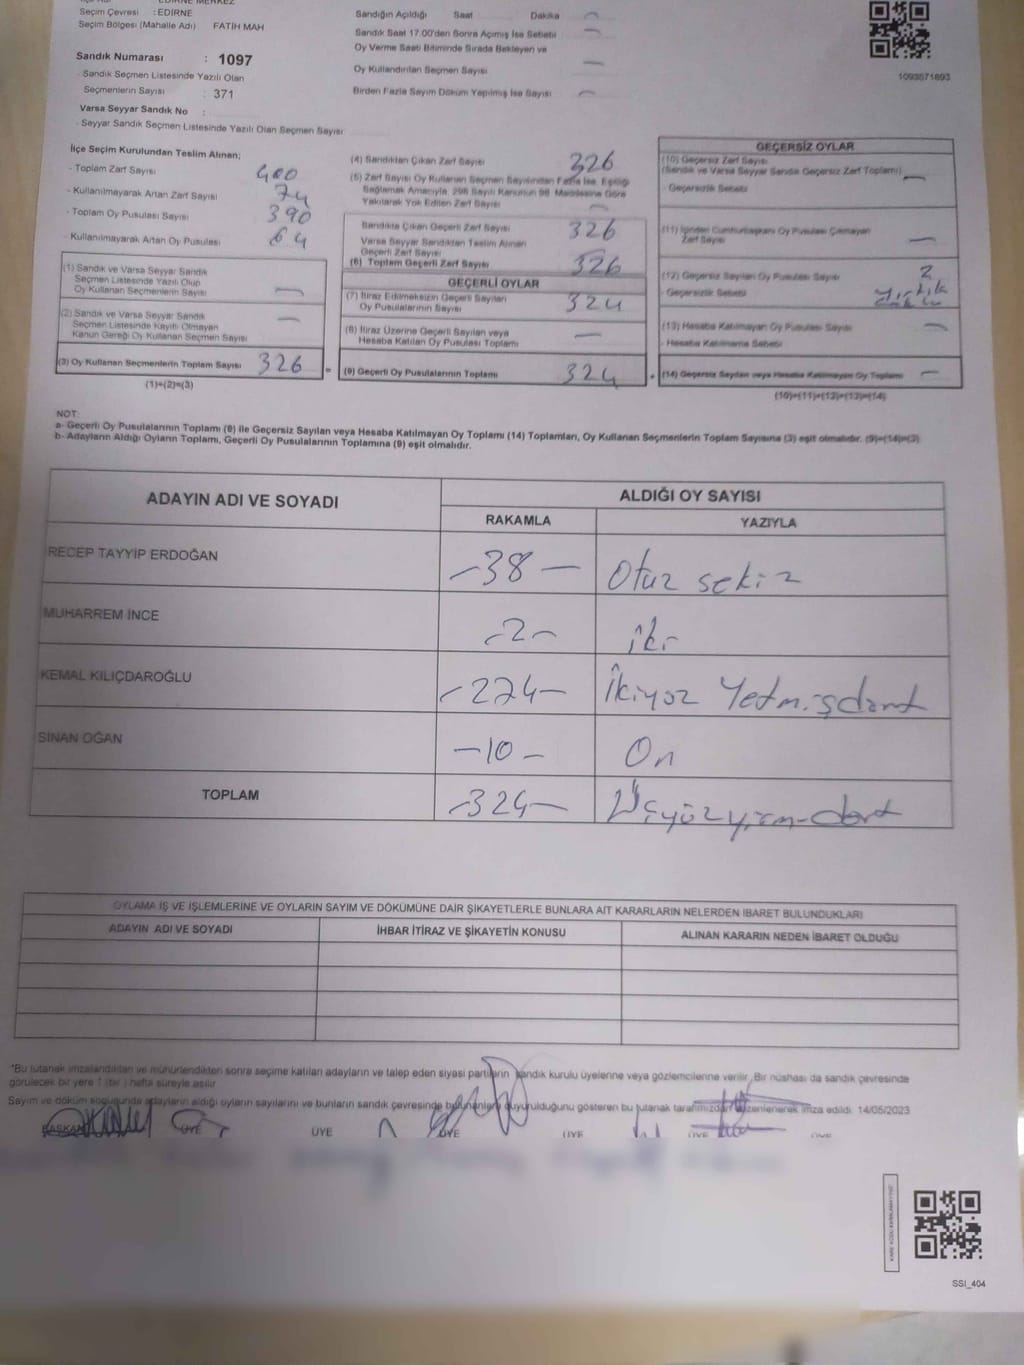 EDİRNE MERKEZ
Seçim Çevresi : EDİRNE
Seçim Bölgesi (Mahalle Adı) FATİH MAH
Sandık Numarası : 1097
Sandık Seçmen Listesinde Yazılı Olan
Seçmenlerin Sayısı : 371
Varsa Seyyar Sandık No :
- Seyyar Sandık Seçmen Listesinde Yazılı Olan Seçmen Sayısı
Sandığın Açıldığı Saat Dakika
Sandık Saat 17.00'den Sonra Açımış İse Sebebi
Oy Verme Saati Bitiminde Sırada Bekleyen ve
Oy Kullandırılan Seçmen Sayısı
Birden Fazla Sayım Döküm Yapılmış İse Sayısı
1093571893
İlçe Seçim Kurulundan Teslim Alınan;
- Toplam Zarf Sayısı 400
- Kullanılmayarak Artan Zarf Sayısı 74
- Toplam Oy Pusulası Sayısı 390
- Kullanılmayarak Artan Oy Pusulası 64
(1) Sandık ve Varsa Seyyar Sandık
Seçmen Listesinde Yazılı Olup
Oy Kullanan Seçmenlerin Sayısı —
(2) Sandık ve Varsa Seyyar Sandık
Seçmen Listesinde Kayıtlı Olmayan
Kanun Gereği Oy Kullanan Seçmen Sayısı —
(3) Oy Kullanan Seçmenlerin Toplam Sayısı 326
(1)+(2)=(3)
(4) Sandıktan Çıkan Zarf Sayısı 326
(5) Zarf Sayısı Oy Kullanan Seçmen Sayısından Fazla İse, Eşitliği
Sağlamak Amacıyla, 298 Sayılı Kanunun 98. Maddesine Göre
Yakılarak Yok Edilen Zarf Sayısı —
Sandıkta Çıkan Geçerli Zarf Sayısı 326
Varsa Seyyar Sandıktan Teslim Alınan
Geçerli Zarf Sayısı
(6) Toplam Geçerli Zarf Sayısı 326
GEÇERLİ OYLAR
(7) İtiraz Edilmeksizin Geçerli Sayılan
Oy Pusulalarının Sayısı 324
(8) İtiraz Üzerine Geçerli Sayılan veya
Hesaba Katılan Oy Pusulası Toplamı —
(9) Geçerli Oy Pusulalarının Toplamı 324
GEÇERSİZ OYLAR
(10) Geçersiz Zarf Sayısı
(Sandık ve Varsa Seyyar Sandık Geçersiz Zarf Toplamı) —
- Geçersizlik Sebebi
(11) İçinden Cumhurbaşkanı Oy Pusulası Çıkmayan
Zarf Sayısı —
(12) Geçersiz Sayılan Oy Pusulası Sayısı 2
- Geçersizlik Sebebi
(13) Hesaba Katılmayan Oy Pusulası Sayısı —
- Hesaba Katılmama Sebebi
(14) Geçersiz Sayılan veya Hesaba Katılmayan Oy Toplamı —
(10)+(11)+(12)+(13)=(14)
NOT:
a- Geçerli Oy Pusulalarının Toplamı (9) ile Geçersiz Sayılan veya Hesaba Katılmayan Oy Toplamı (14) Toplamları, Oy Kullanan Seçmenlerin Toplam Sayısına (3) eşit olmalıdır. (9)+(14)=(3)
b- Adayların Aldığı Oyların Toplamı, Geçerli Oy Pusulalarının Toplamına (9) eşit olmalıdır.
ADAYIN ADI VE SOYADI ALDIĞI OY SAYISI
RAKAMLA YAZIYLA
RECEP TAYYİP ERDOĞAN -38- Otuz sekiz
MUHARREM İNCE -2- iki
KEMAL KILIÇDAROĞLU -274- İkiyüz Yetmişdört
SİNAN OĞAN -10- On
TOPLAM -324- Üçyüzyirmidört
OYLAMA İŞ VE İŞLEMLERİNE VE OYLARIN SAYIM VE DÖKÜMÜNE DAİR ŞİKAYETLERLE BUNLARA AİT KARARLARIN NELERDEN İBARET BULUNDUKLARI
ADAYIN ADI VE SOYADI İHBAR İTİRAZ VE ŞİKAYETİN KONUSU ALINAN KARARIN NEDEN İBARET OLDUĞU
*Bu tutanak imzalandıktan ve mühürlendikten sonra seçime katılan adayların ve talep eden siyasi partilerin sandık kurulu üyelerine veya gözlemcilerine verilir. Bir nüshası da sandık çevresinde
görülecek bir yere 1 (bir ) hafta süreyle asılır.
Sayım ve döküm sonucunda adayların aldığı oyların sayılarını ve bunların sandık çevresinde bulunanlara duyurulduğunu gösteren bu tutanak tarafımızdan düzenlenerek imza edildi. 14/05/2023
BAŞKAN ÜYE ÜYE ÜYE ÜYE ÜYE ÜYE
SSI_404